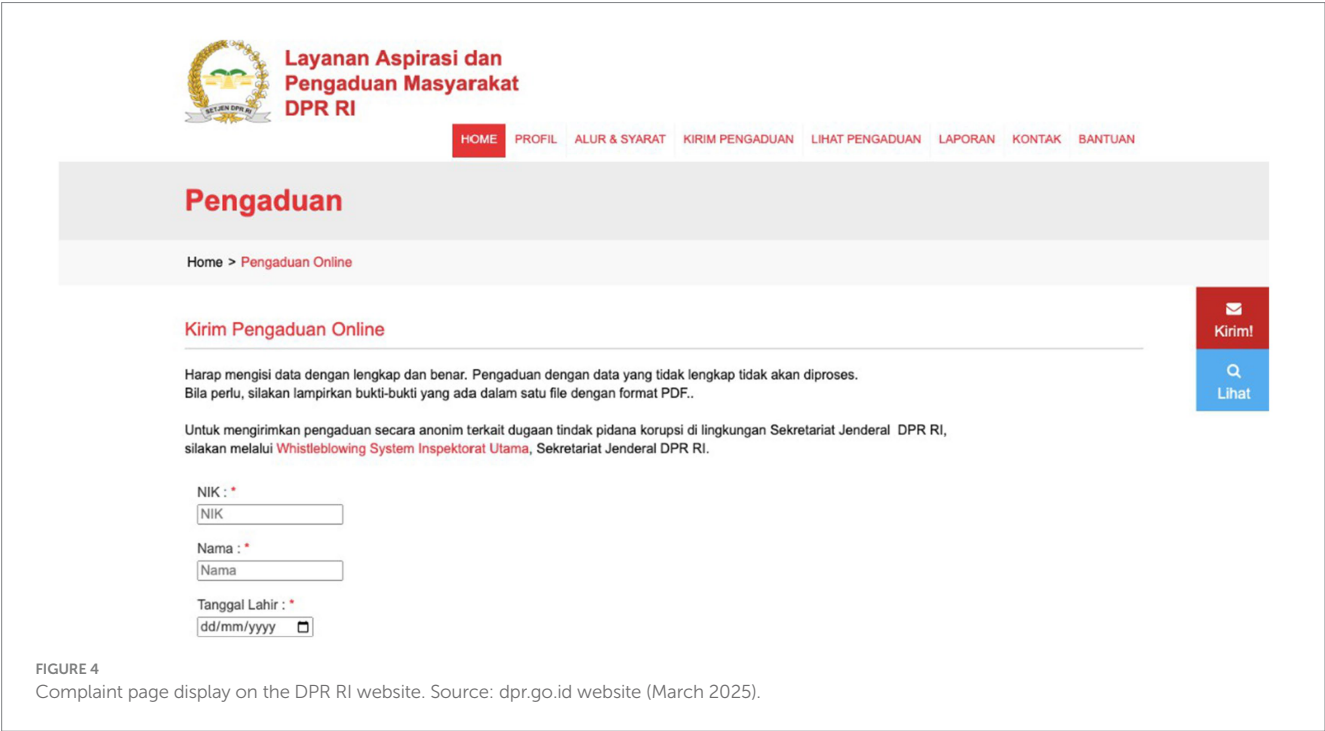 SETJEN DPR RI
Layanan Aspirasi dan
Pengaduan Masyarakat
DPR RI
HOME PROFIL ALUR & SYARAT KIRIM PENGADUAN LIHAT PENGADUAN LAPORAN KONTAK BANTUAN
Pengaduan
Home > Pengaduan Online
Kirim!
Lihat
Kirim Pengaduan Online
Harap mengisi data dengan lengkap dan benar. Pengaduan dengan data yang tidak lengkap tidak akan diproses.
Bila perlu, silakan lampirkan bukti-bukti yang ada dalam satu file dengan format PDF..
Untuk mengirimkan pengaduan secara anonim terkait dugaan tindak pidana korupsi di lingkungan Sekretariat Jenderal DPR RI,
silakan melalui Whistleblowing System Inspektorat Utama, Sekretariat Jenderal DPR RI.
NIK : *
NIK
Nama : *
Nama
Tanggal Lahir : *
dd/mm/yyyy
FIGURE 4
Complaint page display on the DPR RI website. Source: dpr.go.id website (March 2025).